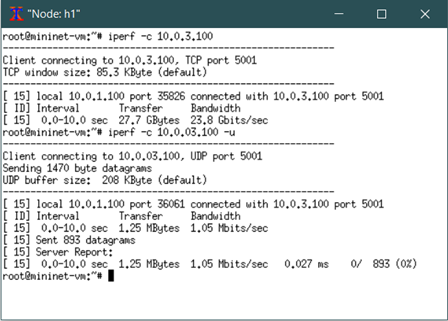 "Node: h1"
root@mininet-vm:~# iperf -c 10.0.3.100
------------------------------------------------------------
Client connecting to 10.0.3.100, TCP port 5001
TCP window size: 85.3 KByte (default)
------------------------------------------------------------
[ 15] local 10.0.1.100 port 35826 connected with 10.0.3.100 port 5001
[ ID] Interval       Transfer     Bandwidth
[ 15]  0.0-10.0 sec  27.7 GBytes  23.8 Gbits/sec
root@mininet-vm:~# iperf -c 10.0.03.100 -u
------------------------------------------------------------
Client connecting to 10.0.03.100, UDP port 5001
Sending 1470 byte datagrams
UDP buffer size:  208 KByte (default)
------------------------------------------------------------
[ 15] local 10.0.1.100 port 36061 connected with 10.0.3.100 port 5001
[ ID] Interval       Transfer     Bandwidth
[ 15]  0.0-10.0 sec  1.25 MBytes  1.05 Mbits/sec
[ 15] Sent 893 datagrams
[ 15] Server Report:
[ 15]  0.0-10.0 sec  1.25 MBytes  1.05 Mbits/sec   0.027 ms    0/  893 (0%)
root@mininet-vm:~#